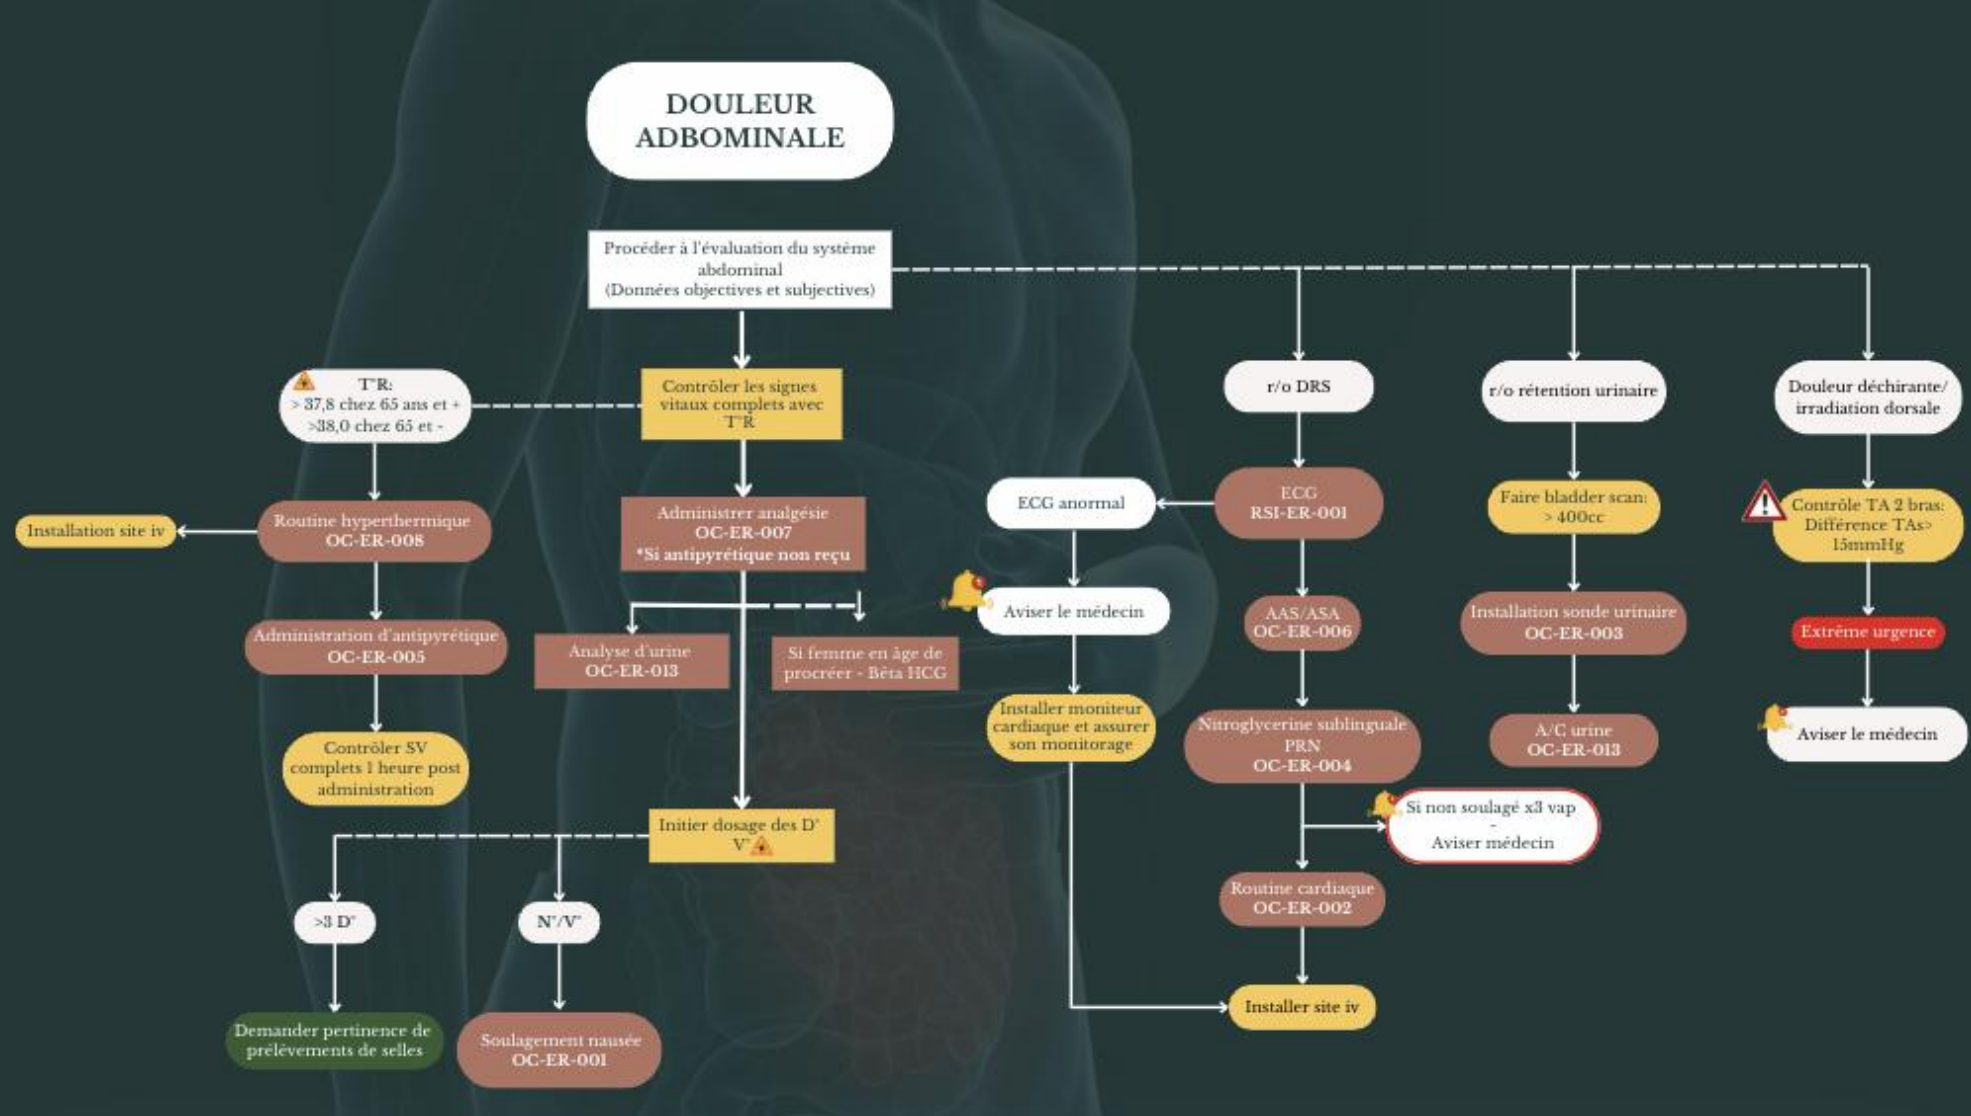 DOULEUR
ADBOMINALE
Procéder à l'évaluation du système
abdominal
(Données objectives et subjectives)
T°R:
> 37,8 chez 65 ans et +
>38,0 chez 65 et -
Contrôler les signes
vitaux complets avec
T°R
r/o DRS
r/o rétention urinaire
Douleur déchirante/
irradiation dorsale
Installation site iv
Routine hyperthermique
OC-ER-008
Administrer analgésie
OC-ER-007
*Si antipyrétique non reçu
ECG anormal
ECG
RSI-ER-001
Faire bladder scan:
> 400cc
Contrôle TA 2 bras:
Différence TAs>
15mmHg
Administration d'antipyrétique
OC-ER-005
Analyse d'urine
OC-ER-013
Si femme en âge de
procréer - Bêta HCG
Aviser le médecin
AAS/ASA
OC-ER-006
Installation sonde urinaire
OC-ER-003
Extrême urgence
Contrôler SV
complets 1 heure post
administration
Installer moniteur
cardiaque et assurer
son monitorage
Nitroglycerine sublinguale
PRN
OC-ER-004
A/C urine
OC-ER-013
Aviser le médecin
Initier dosage des D°
V°
Si non soulagé x3 vap
-
Aviser médecin
>3 D°
N°/V°
Routine cardiaque
OC-ER-002
Demander pertinence de
prélèvements de selles
Soulagement nausée
OC-ER-001
Installer site iv